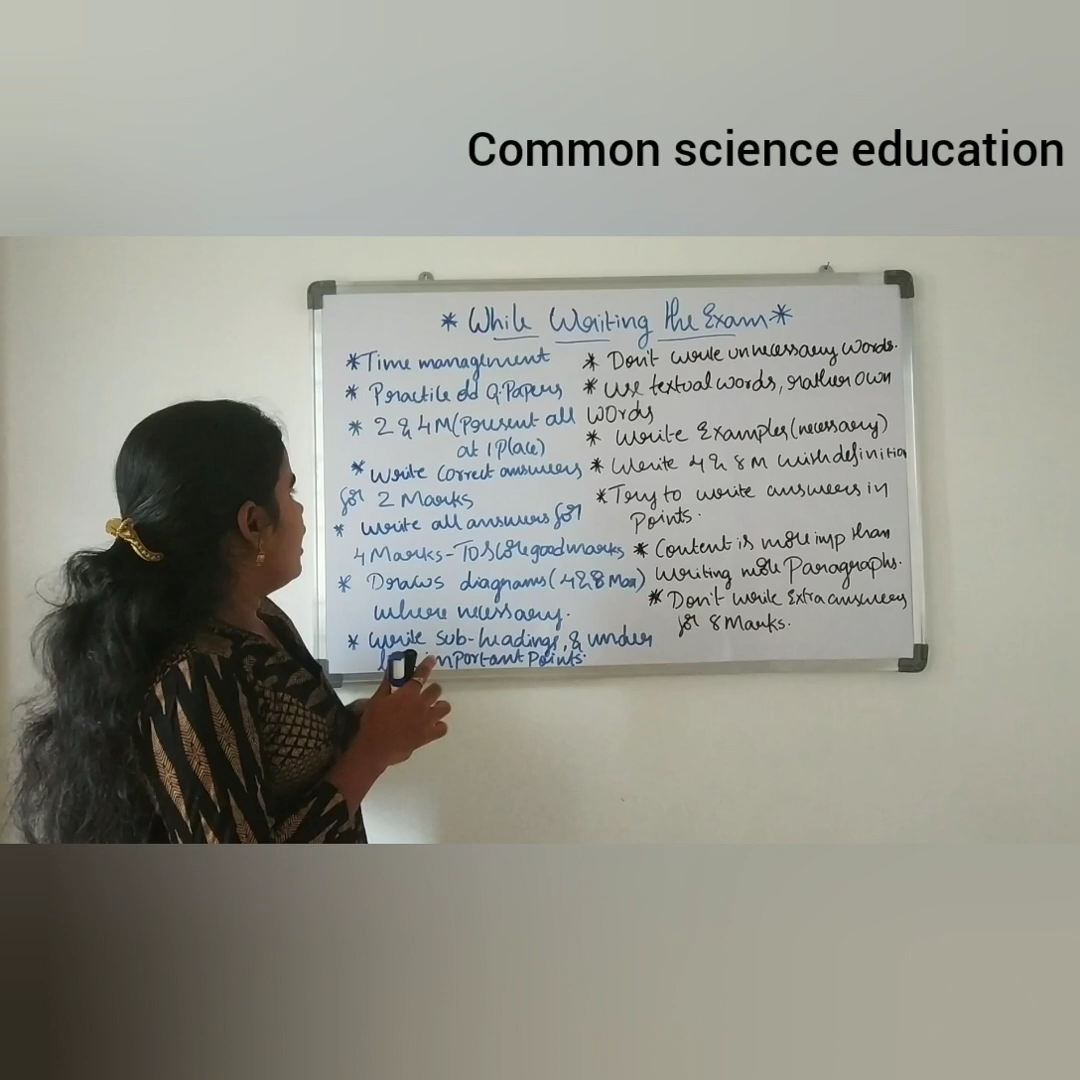 Common science education
* While Writing the Exam *
* Time management
* Practice old Q. Papers
* 2 & 4M (Present all
at 1 Place)
* Write correct answers
for 2 Marks
* Write all answers for
4 Marks - To score good marks
* Draws diagrams (4 & 8 Mar)
where necessary.
* Write sub-headings, & under
important Points.
* Don't write unnecessary words.
* Use textual words, rather own
words
* Write Examples (necessary)
* Write 4 & 8 M with definition
* Try to write answers in
Points.
* Content is more imp than
writing more Paragraphs.
* Don't write Extra answers
for 8 Marks.